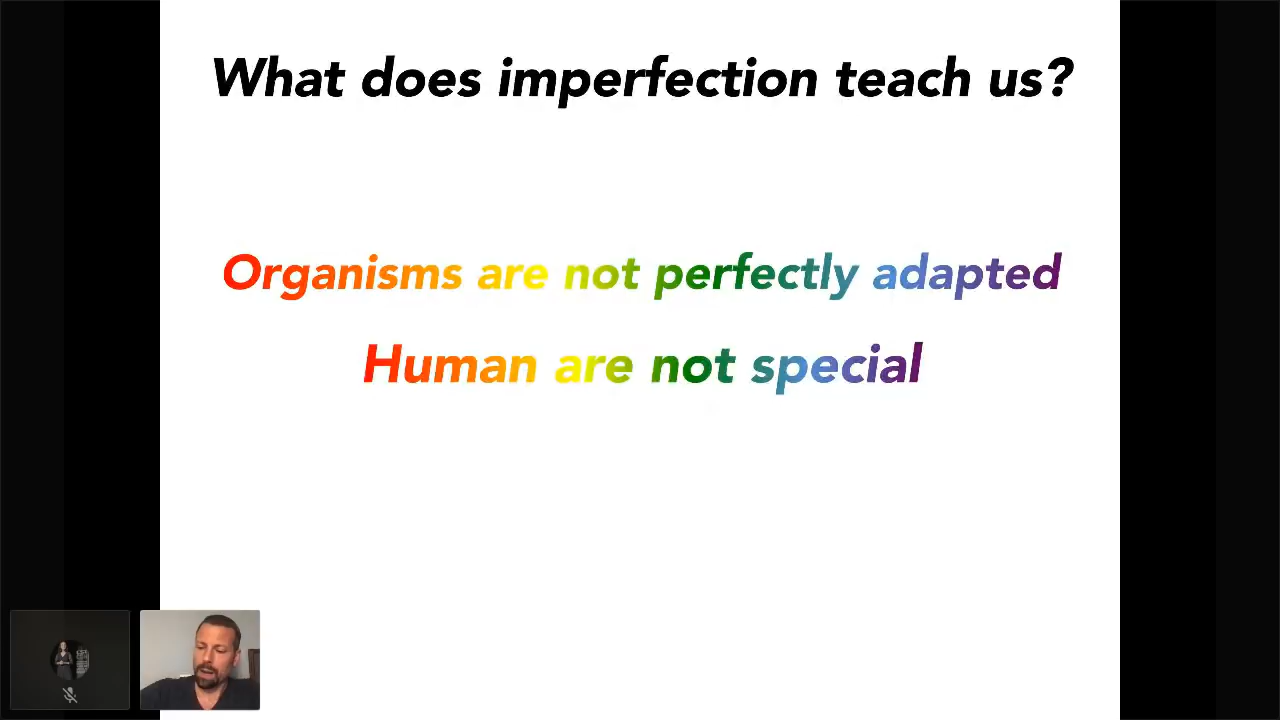 What does imperfection teach us?
Organisms are not perfectly adapted
Human are not special